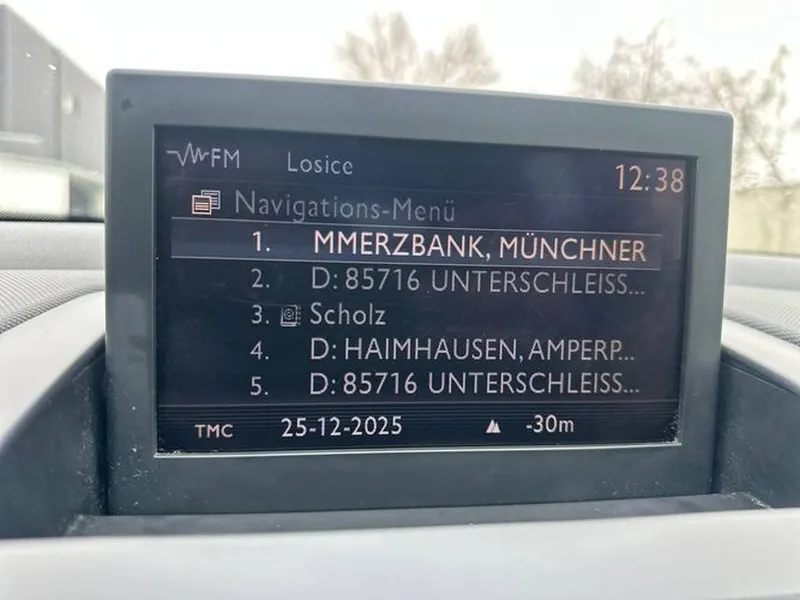 FM Losice 12:38
Navigations-Menü
1. MMERZBANK, MÜNCHNER
2. D: 85716 UNTERSCHLEISS...
3. Scholz
4. D: HAIMHAUSEN, AMPERP...
5. D: 85716 UNTERSCHLEISS...
TMC 25-12-2025 -30m